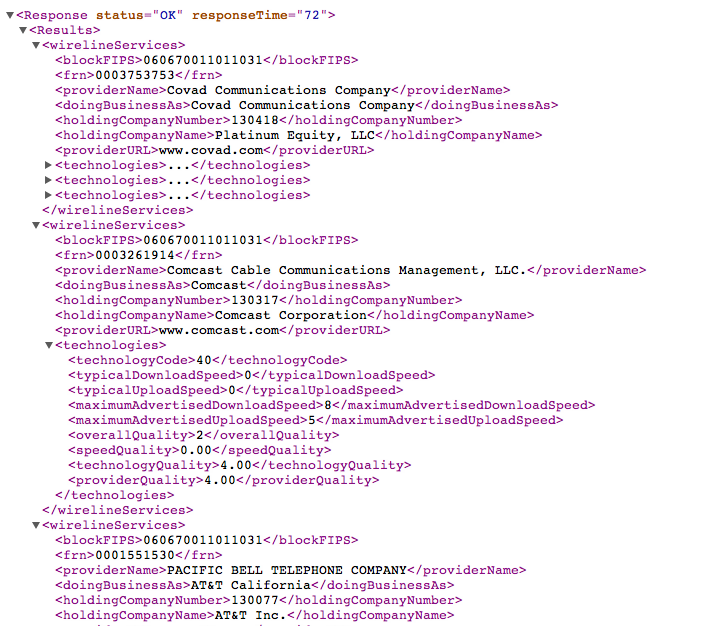 ▼<Response status="OK" responseTime="72">
▼<Results>
▼<wirelineServices>
<blockFIPS>060670011011031</blockFIPS>
<frn>0003753753</frn>
<providerName>Covad Communications Company</providerName>
<doingBusinessAs>Covad Communications Company</doingBusinessAs>
<holdingCompanyNumber>130418</holdingCompanyNumber>
<holdingCompanyName>Platinum Equity, LLC</holdingCompanyName>
<providerURL>www.covad.com</providerURL>
▶<technologies>...</technologies>
▶<technologies>...</technologies>
▶<technologies>...</technologies>
</wirelineServices>
▼<wirelineServices>
<blockFIPS>060670011011031</blockFIPS>
<frn>0003261914</frn>
<providerName>Comcast Cable Communications Management, LLC.</providerName>
<doingBusinessAs>Comcast</doingBusinessAs>
<holdingCompanyNumber>130317</holdingCompanyNumber>
<holdingCompanyName>Comcast Corporation</holdingCompanyName>
<providerURL>www.comcast.com</providerURL>
▼<technologies>
<technologyCode>40</technologyCode>
<typicalDownloadSpeed>0</typicalDownloadSpeed>
<typicalUploadSpeed>0</typicalUploadSpeed>
<maximumAdvertisedDownloadSpeed>8</maximumAdvertisedDownloadSpeed>
<maximumAdvertisedUploadSpeed>5</maximumAdvertisedUploadSpeed>
<overallQuality>2</overallQuality>
<speedQuality>0.00</speedQuality>
<technologyQuality>4.00</technologyQuality>
<providerQuality>4.00</providerQuality>
</technologies>
</wirelineServices>
▼<wirelineServices>
<blockFIPS>060670011011031</blockFIPS>
<frn>0001551530</frn>
<providerName>PACIFIC BELL TELEPHONE COMPANY</providerName>
<doingBusinessAs>AT&T California</doingBusinessAs>
<holdingCompanyNumber>130077</holdingCompanyNumber>
<holdingCompanyName>AT&T Inc.</holdingCompanyName>